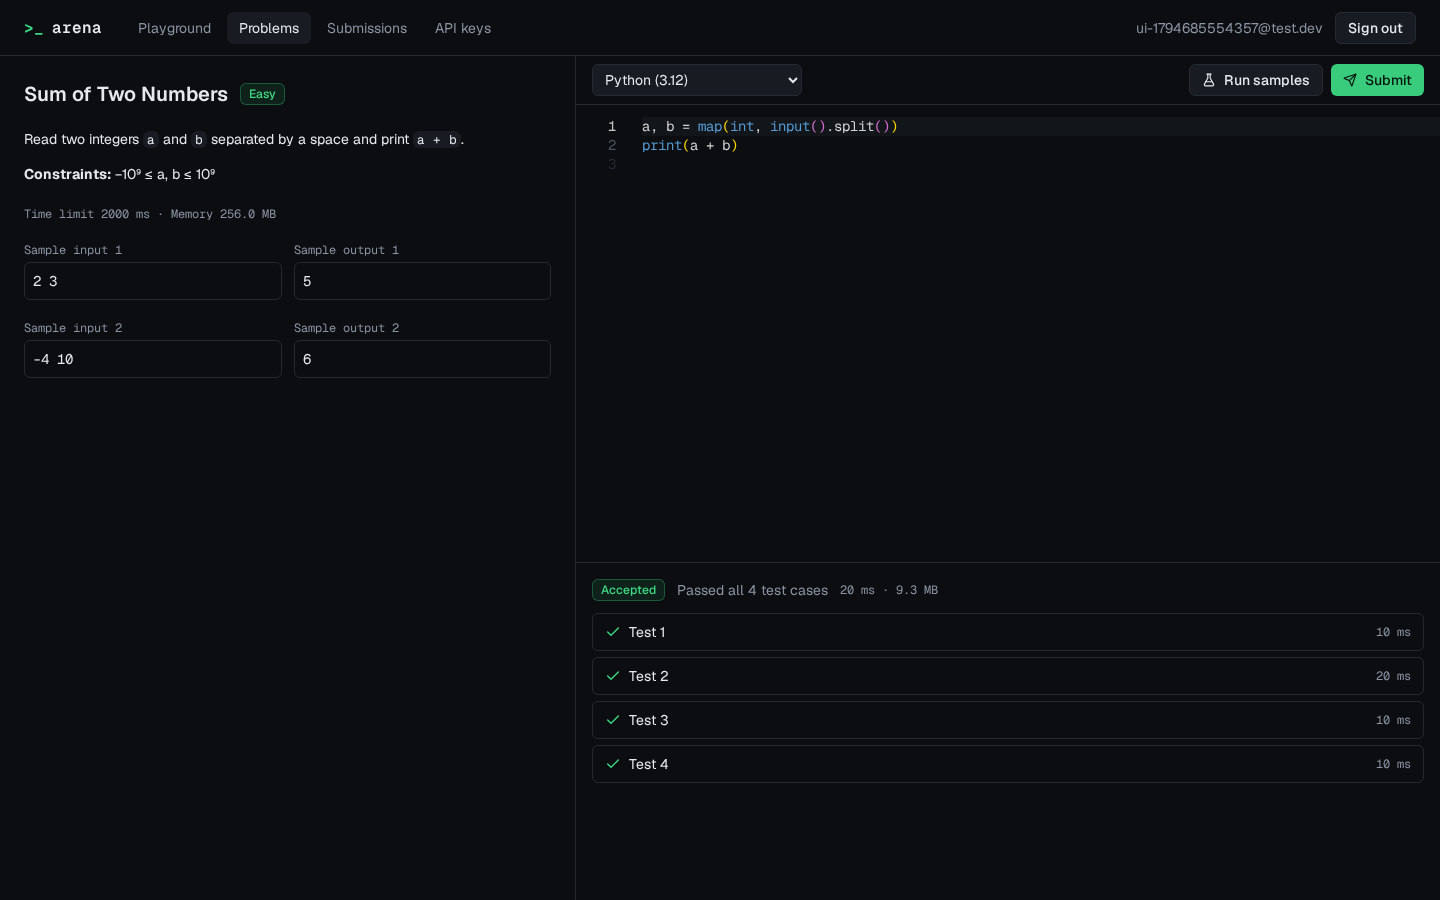 >_ arena Playground Problems Submissions API keys ui-1794685554357@test.dev Sign out
Sum of Two Numbers Easy
Read two integers a and b separated by a space and print a + b.
Constraints: −10⁹ ≤ a, b ≤ 10⁹
Time limit 2000 ms · Memory 256.0 MB
Sample input 1 Sample output 1
2 3 5
Sample input 2 Sample output 2
-4 10 6
Python (3.12) Run samples Submit
1 a, b = map(int, input().split())
2 print(a + b)
3
Accepted Passed all 4 test cases 20 ms · 9.3 MB
Test 1 10 ms
Test 2 20 ms
Test 3 10 ms
Test 4 10 ms